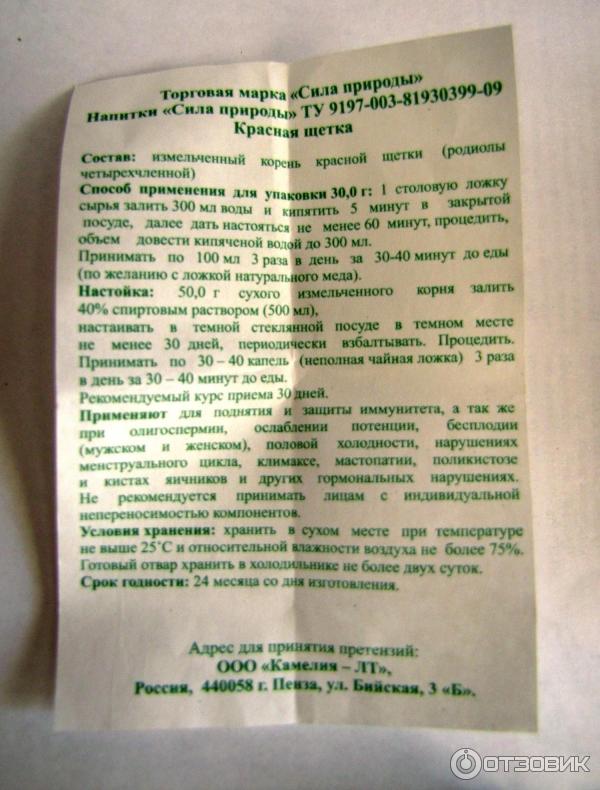 Торговая марка «Сила природы»
Напитки «Сила природы» ТУ 9197-003-81930399-09
Красная щетка
Состав: измельченный корень красной щетки (родиолы
четырехчленной)
Способ применения для упаковки 30,0 г: 1 столовую ложку
сырья залить 300 мл воды и кипятить 5 минут в закрытой
посуде, далее дать настояться не менее 60 минут, процедить,
объем довести кипяченой водой до 300 мл.
Принимать по 100 мл 3 раза в день за 30-40 минут до еды
(по желанию с ложкой натурального меда).
Настойка: 50,0 г сухого измельченного корня залить
40% спиртовым раствором (500 мл),
настаивать в темной стеклянной посуде в темном месте
не менее 30 дней, периодически взбалтывать. Процедить.
Принимать по 30 – 40 капель (неполная чайная ложка) 3 раза
в день за 30 – 40 минут до еды.
Рекомендуемый курс приема 30 дней.
Применяют для поднятия и защиты иммунитета, а так же
при олигоспермии, ослаблении потенции, бесплодии
(мужском и женском), половой холодности, нарушениях
менструального цикла, климаксе, мастопатии, поликистозе
и кистах яичников и других гормональных нарушениях.
Не рекомендуется принимать лицам с индивидуальной
непереносимостью компонентов.
Условия хранения: хранить в сухом месте при температуре
не выше 25°С и относительной влажности воздуха не более 75%.
Готовый отвар хранить в холодильнике не более двух суток.
Срок годности: 24 месяца со дня изготовления.
Адрес для принятия претензий:
ООО «Камелия – ЛТ»,
Россия, 440058 г. Пенза, ул. Бийская, 3 «Б».
ОТЗОВИК